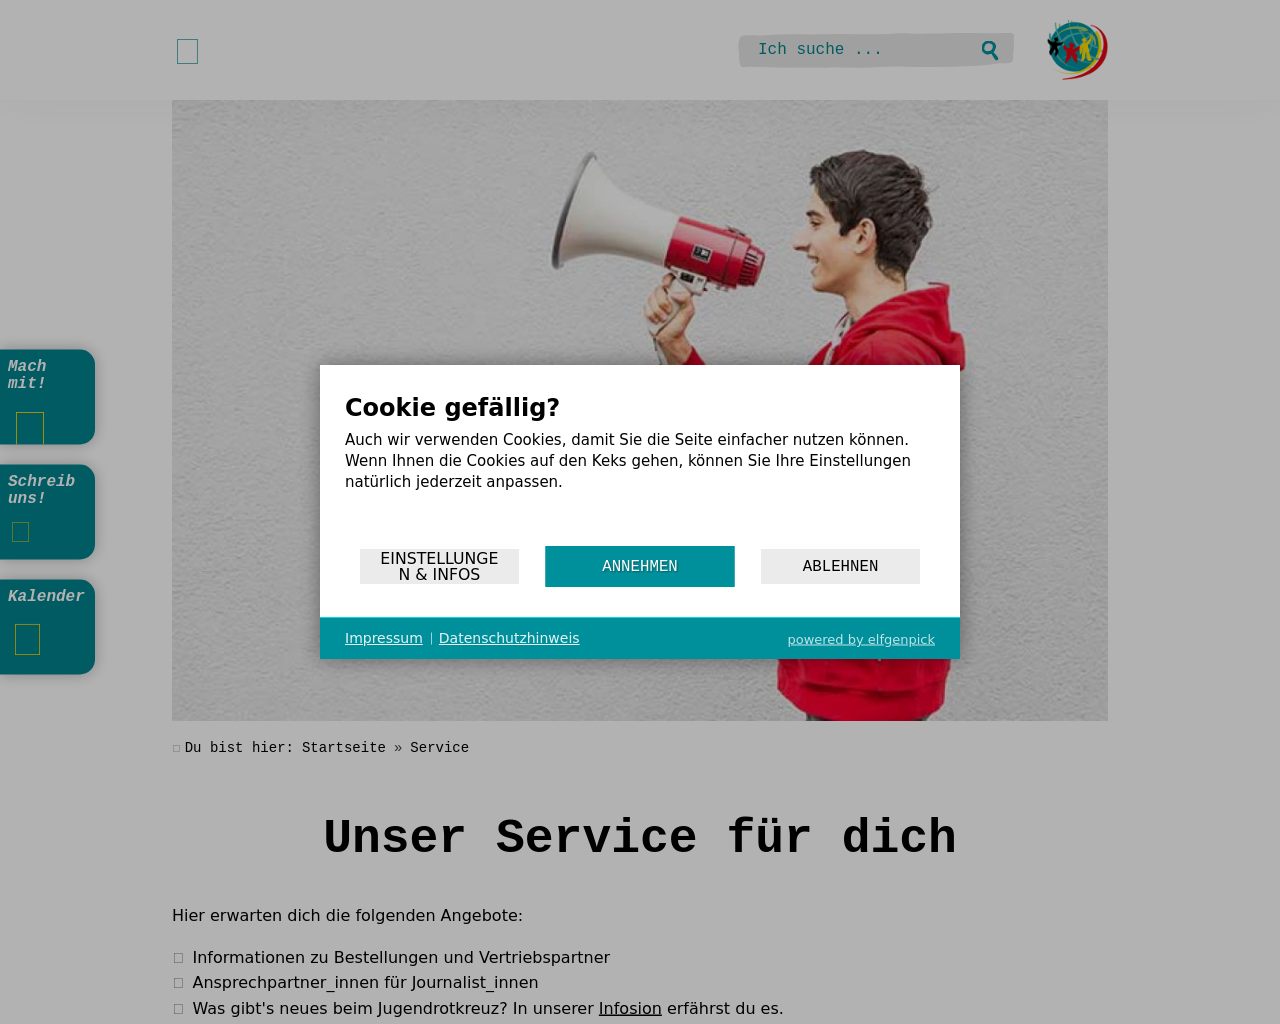 Ich suche ...
Mach
mit!
Schreib
uns!
Kalender
Cookie gefällig?
Auch wir verwenden Cookies, damit Sie die Seite einfacher nutzen können.
Wenn Ihnen die Cookies auf den Keks gehen, können Sie Ihre Einstellungen
natürlich jederzeit anpassen.
EINSTELLUNGE
N & INFOS
ANNEHMEN
ABLEHNEN
Impressum | Datenschutzhinweis
powered by elfgenpick
Du bist hier: Startseite » Service
Unser Service für dich
Hier erwarten dich die folgenden Angebote:
Informationen zu Bestellungen und Vertriebspartner
Ansprechpartner_innen für Journalist_innen
Was gibt's neues beim Jugendrotkreuz? In unserer Infosion erfährst du es.